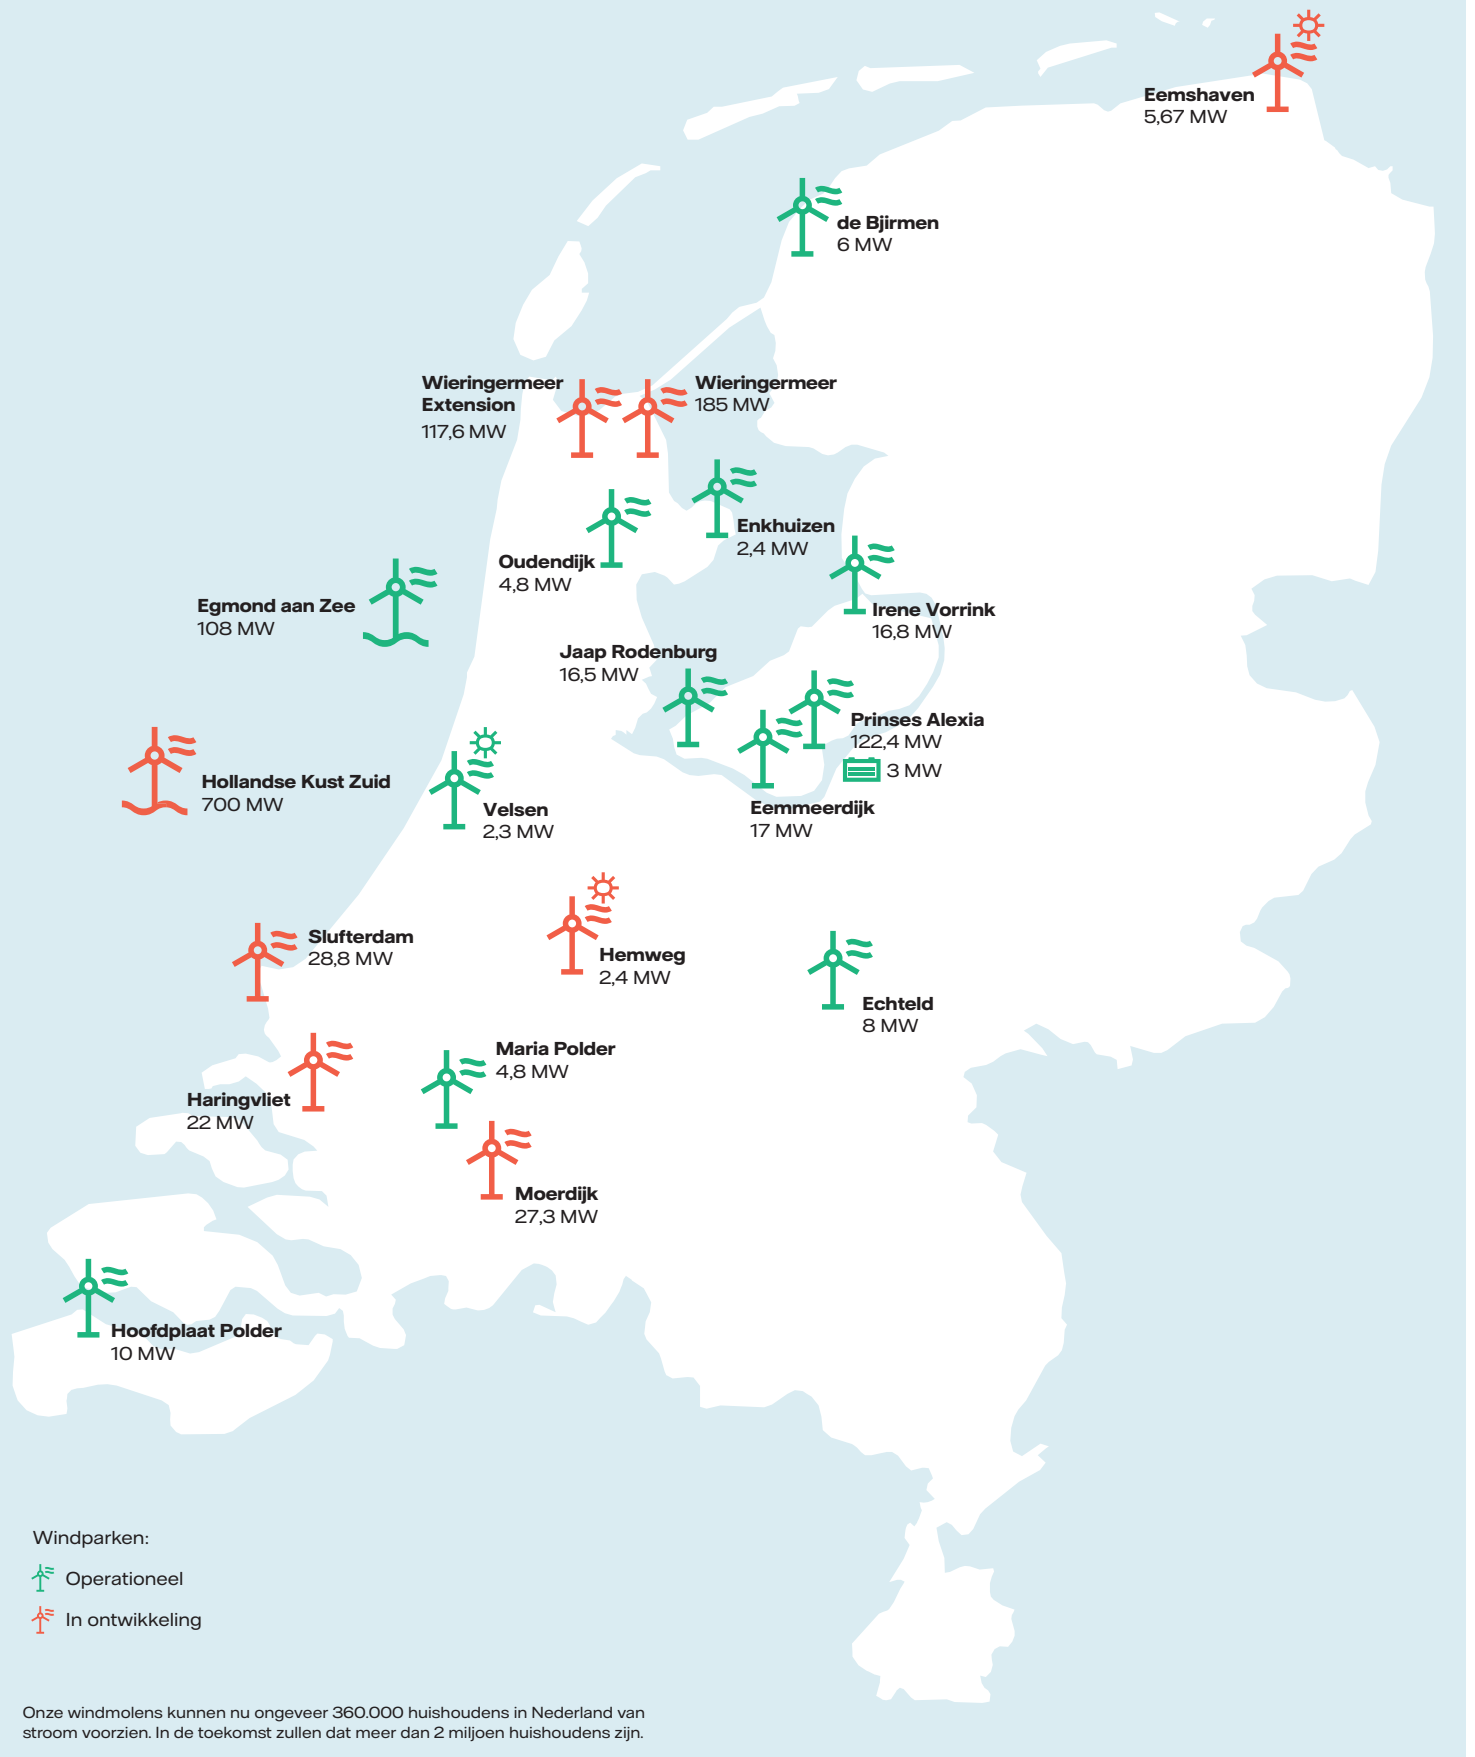 Eemshaven
5,67 MW
de Bjirmen
6 MW
Wieringermeer
Extension
117,6 MW
Wieringermeer
185 MW
Enkhuizen
2,4 MW
Oudendijk
4,8 MW
Egmond aan Zee
108 MW
Irene Vorrink
16,8 MW
Jaap Rodenburg
16,5 MW
Prinses Alexia
122,4 MW
3 MW
Hollandse Kust Zuid
700 MW
Velsen
2,3 MW
Eemmeerdijk
17 MW
Slufterdam
28,8 MW
Hemweg
2,4 MW
Echteld
8 MW
Maria Polder
4,8 MW
Haringvliet
22 MW
Moerdijk
27,3 MW
Hoofdplaat Polder
10 MW
Windparken:
Operationeel
In ontwikkeling
Onze windmolens kunnen nu ongeveer 360.000 huishoudens in Nederland van
stroom voorzien. In de toekomst zullen dat meer dan 2 miljoen huishoudens zijn.